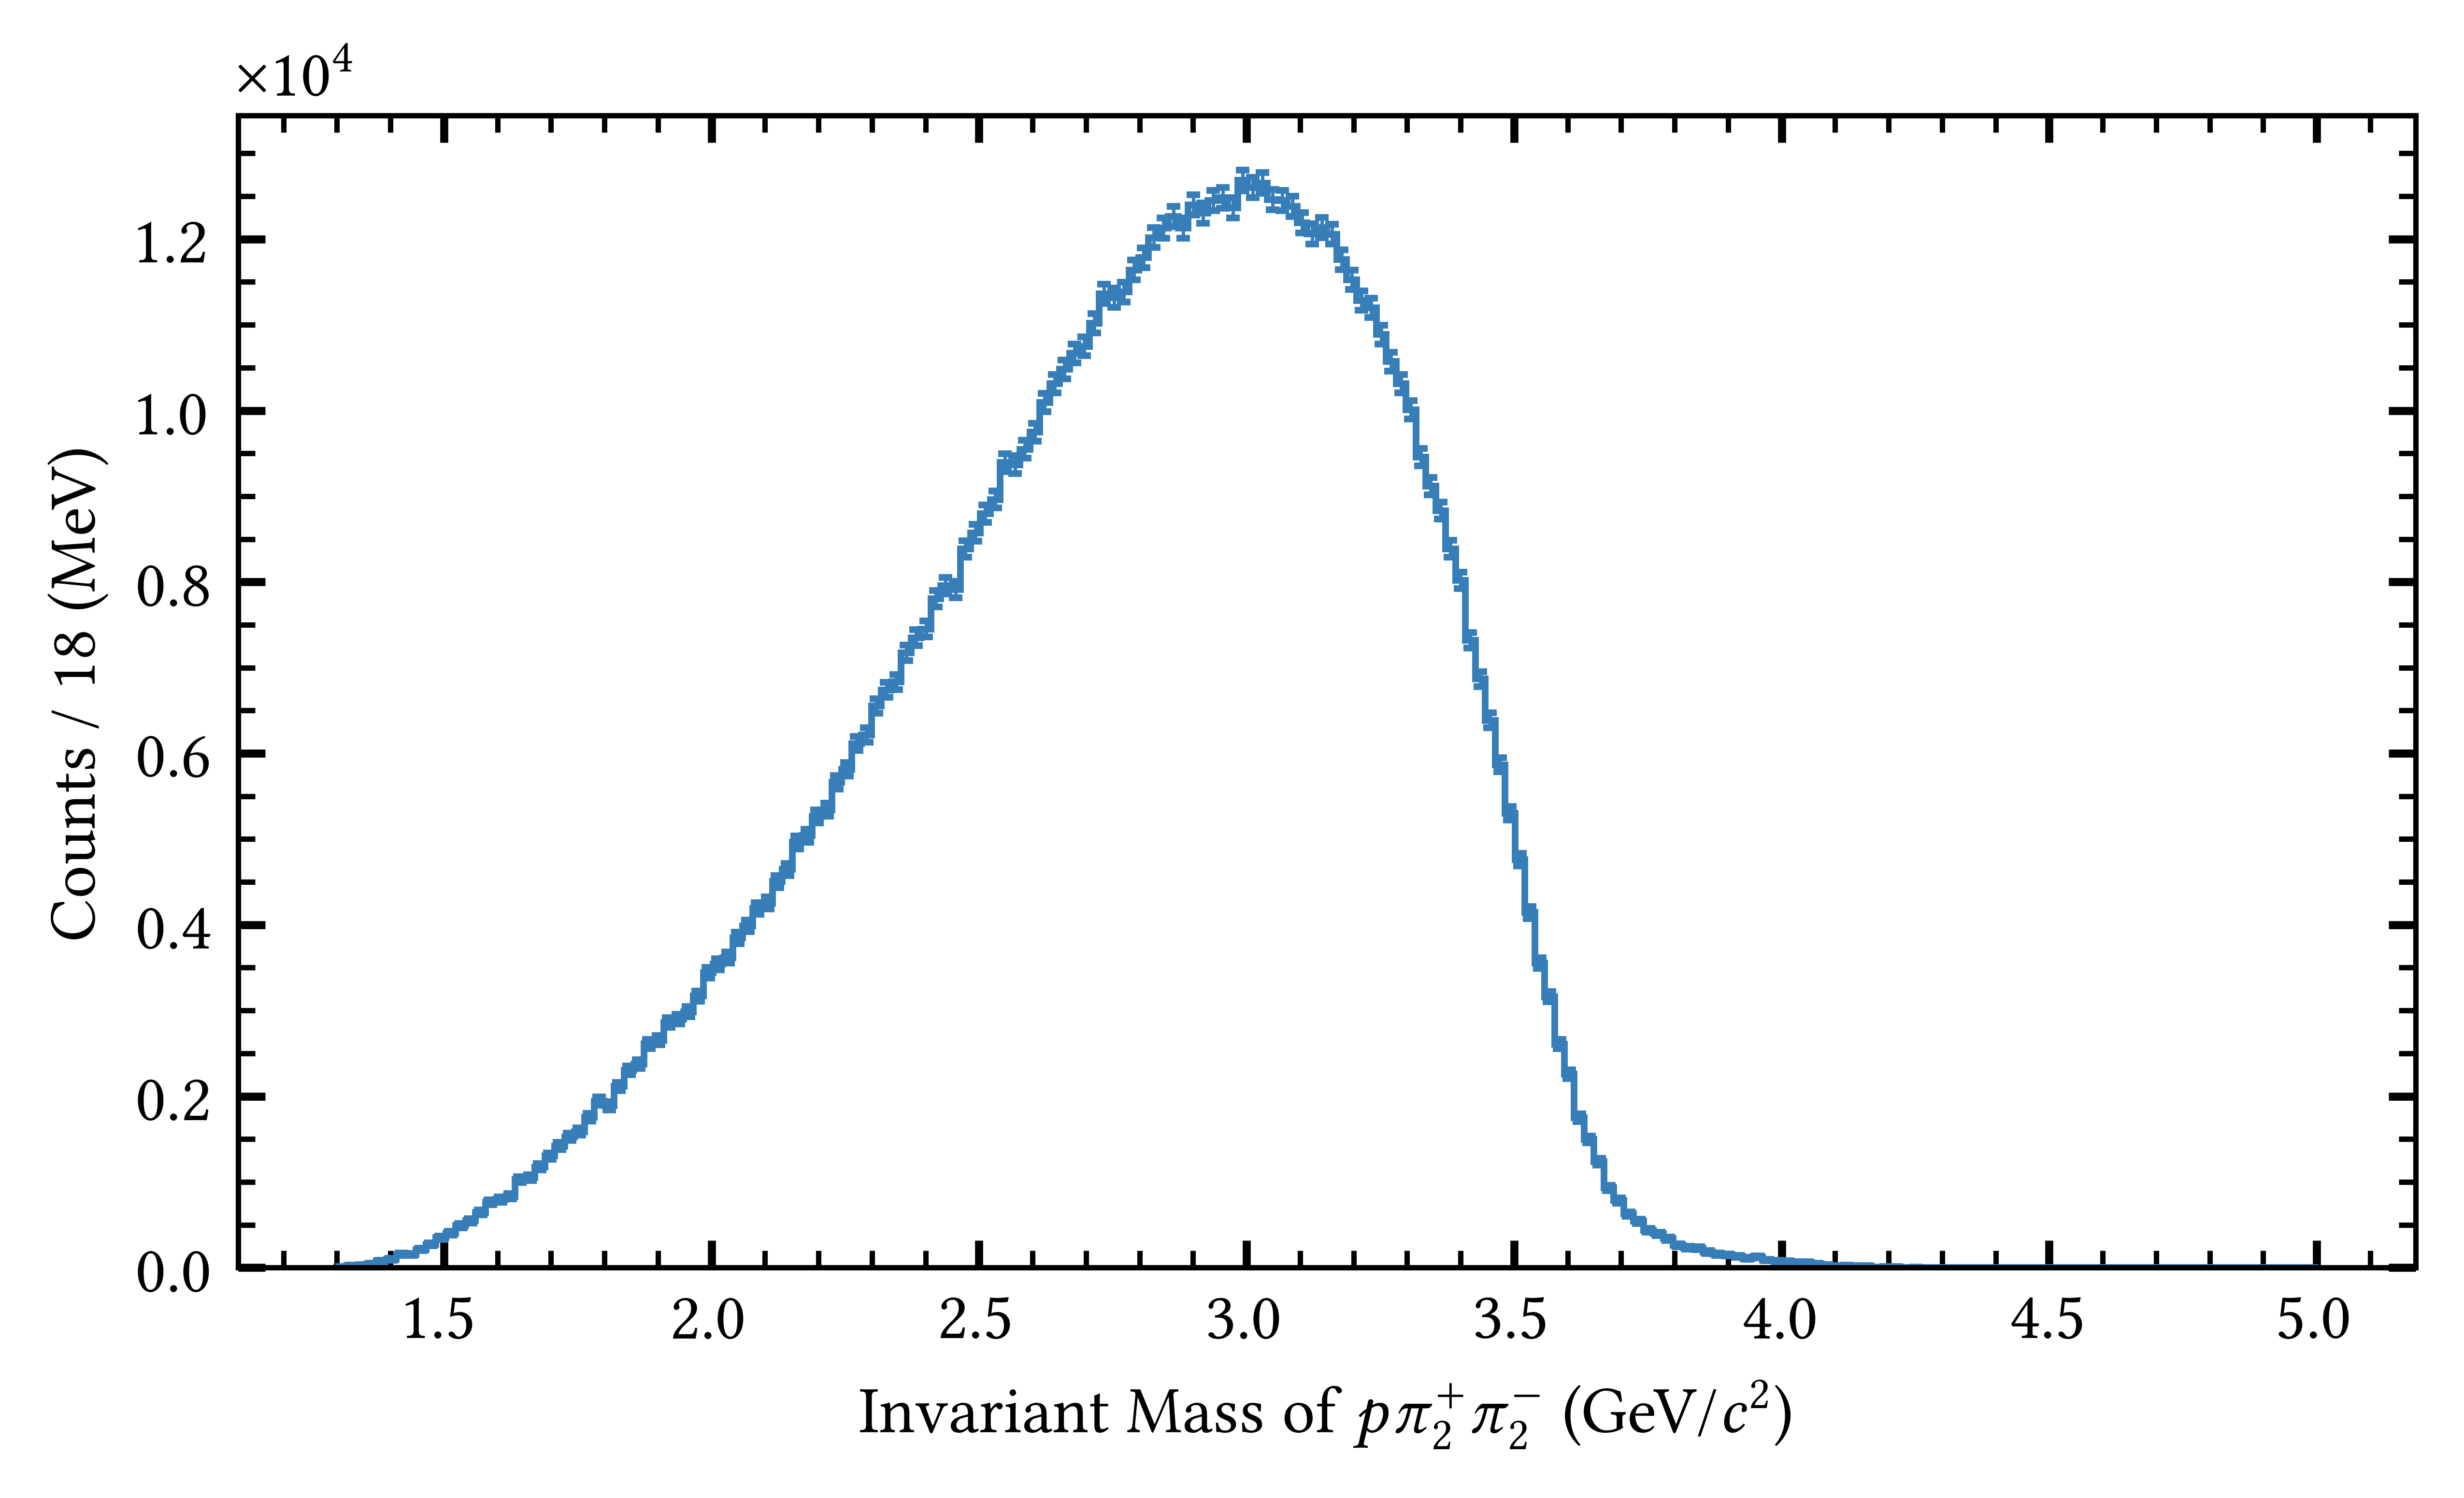 ×10⁴
Counts / 18 (MeV)
1.2
1.0
0.8
0.6
0.4
0.2
0.0
1.5 2.0 2.5 3.0 3.5 4.0 4.5 5.0
Invariant Mass of pπ₂⁺π₂⁻ (GeV/c²)